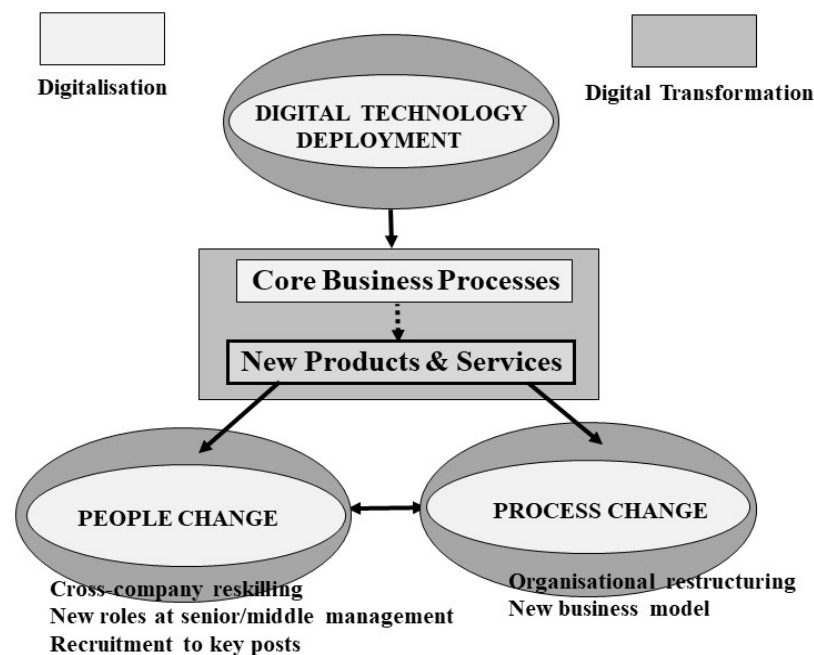 Digitalisation
Digital Transformation
DIGITAL TECHNOLOGY
DEPLOYMENT
Core Business Processes
New Products & Services
PEOPLE CHANGE
PROCESS CHANGE
Cross-company reskilling
New roles at senior/middle management
Recruitment to key posts
Organisational restructuring
New business model